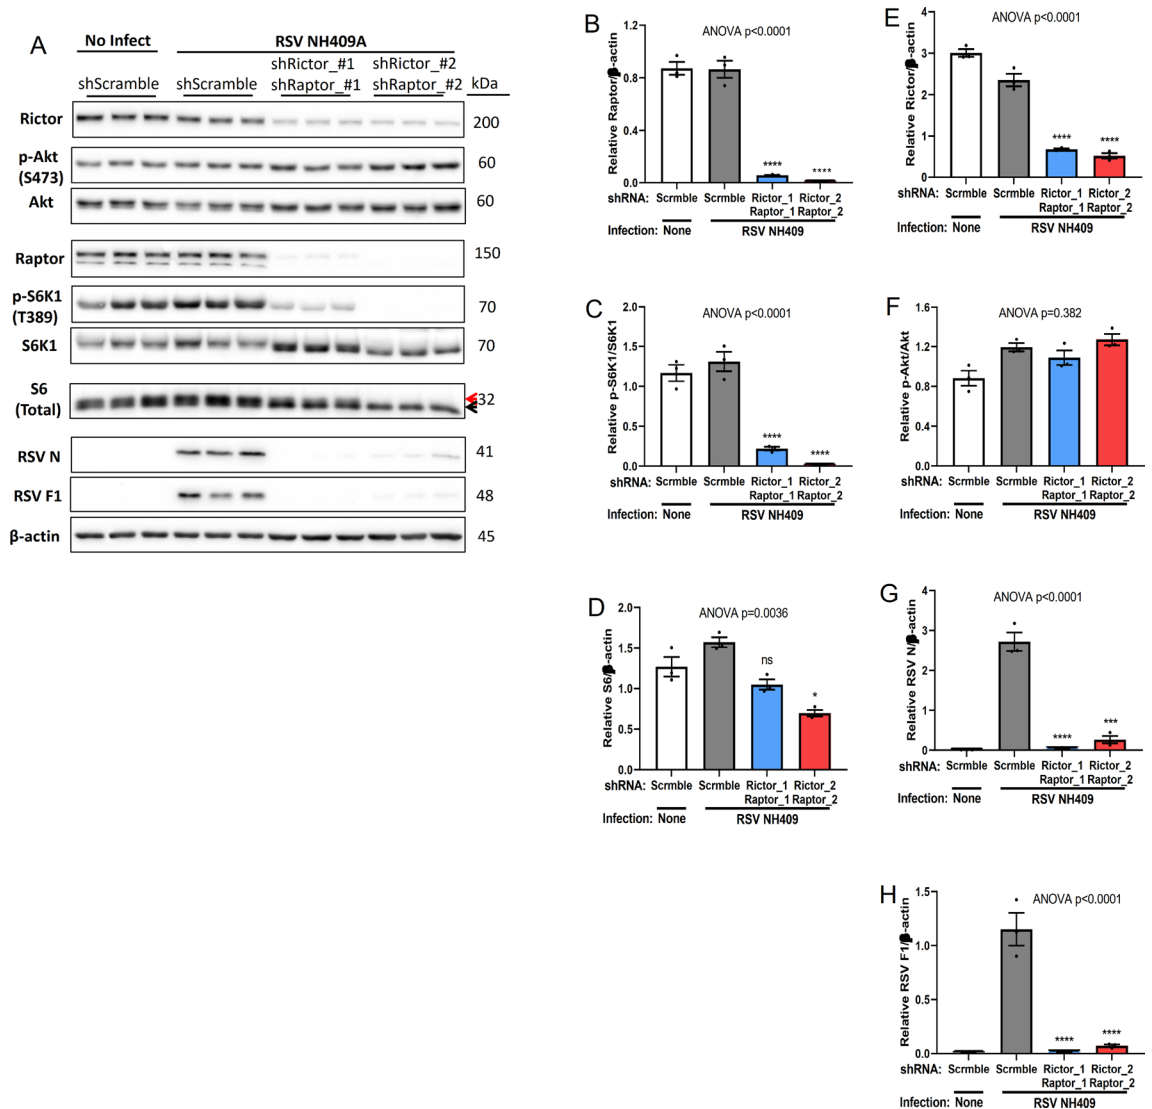 A
No Infect
RSV NH409A
shScramble
shScramble
shRictor_#1
shRaptor_#1
shRictor_#2
shRaptor_#2
kDa
Rictor
200
p-Akt
(S473)
60
Akt
60
Raptor
150
p-S6K1
(T389)
70
S6K1
70
S6
(Total)
32
RSV N
41
RSV F1
48
β-actin
45
B
ANOVA p<0.0001
Relative Raptor/β-actin
1.2
0.8
0.4
0.0
****
****
shRNA: Scrmble Scrmble Rictor_1 Rictor_2
Raptor_1 Raptor_2
Infection: None RSV NH409
C
ANOVA p<0.0001
Relative p-S6K1/S6K1
2.0
1.5
1.0
0.5
0.0
****
****
shRNA: Scrmble Scrmble Rictor_1 Rictor_2
Raptor_1 Raptor_2
Infection: None RSV NH409
D
ANOVA p=0.0036
Relative S6/β-actin
2.0
1.5
1.0
0.5
0.0
ns
*
shRNA: Scrmble Scrmble Rictor_1 Rictor_2
Raptor_1 Raptor_2
Infection: None RSV NH409
E
ANOVA p<0.0001
Relative Rictor/β-actin
4
3
2
1
0
****
****
shRNA: Scrmble Scrmble Rictor_1 Rictor_2
Raptor_1 Raptor_2
Infection: None RSV NH409
F
ANOVA p=0.382
Relative p-Akt/Akt
1.6
1.2
0.8
0.4
0.0
shRNA: Scrmble Scrmble Rictor_1 Rictor_2
Raptor_1 Raptor_2
Infection: None RSV NH409
G
ANOVA p<0.0001
Relative RSV N/β-actin
4
3
2
1
0
****
***
shRNA: Scrmble Scrmble Rictor_1 Rictor_2
Raptor_1 Raptor_2
Infection: None RSV NH409
H
ANOVA p<0.0001
Relative RSV F1/β-actin
1.5
1.0
0.5
0.0
****
****
shRNA: Scrmble Scrmble Rictor_1 Rictor_2
Raptor_1 Raptor_2
Infection: None RSV NH409